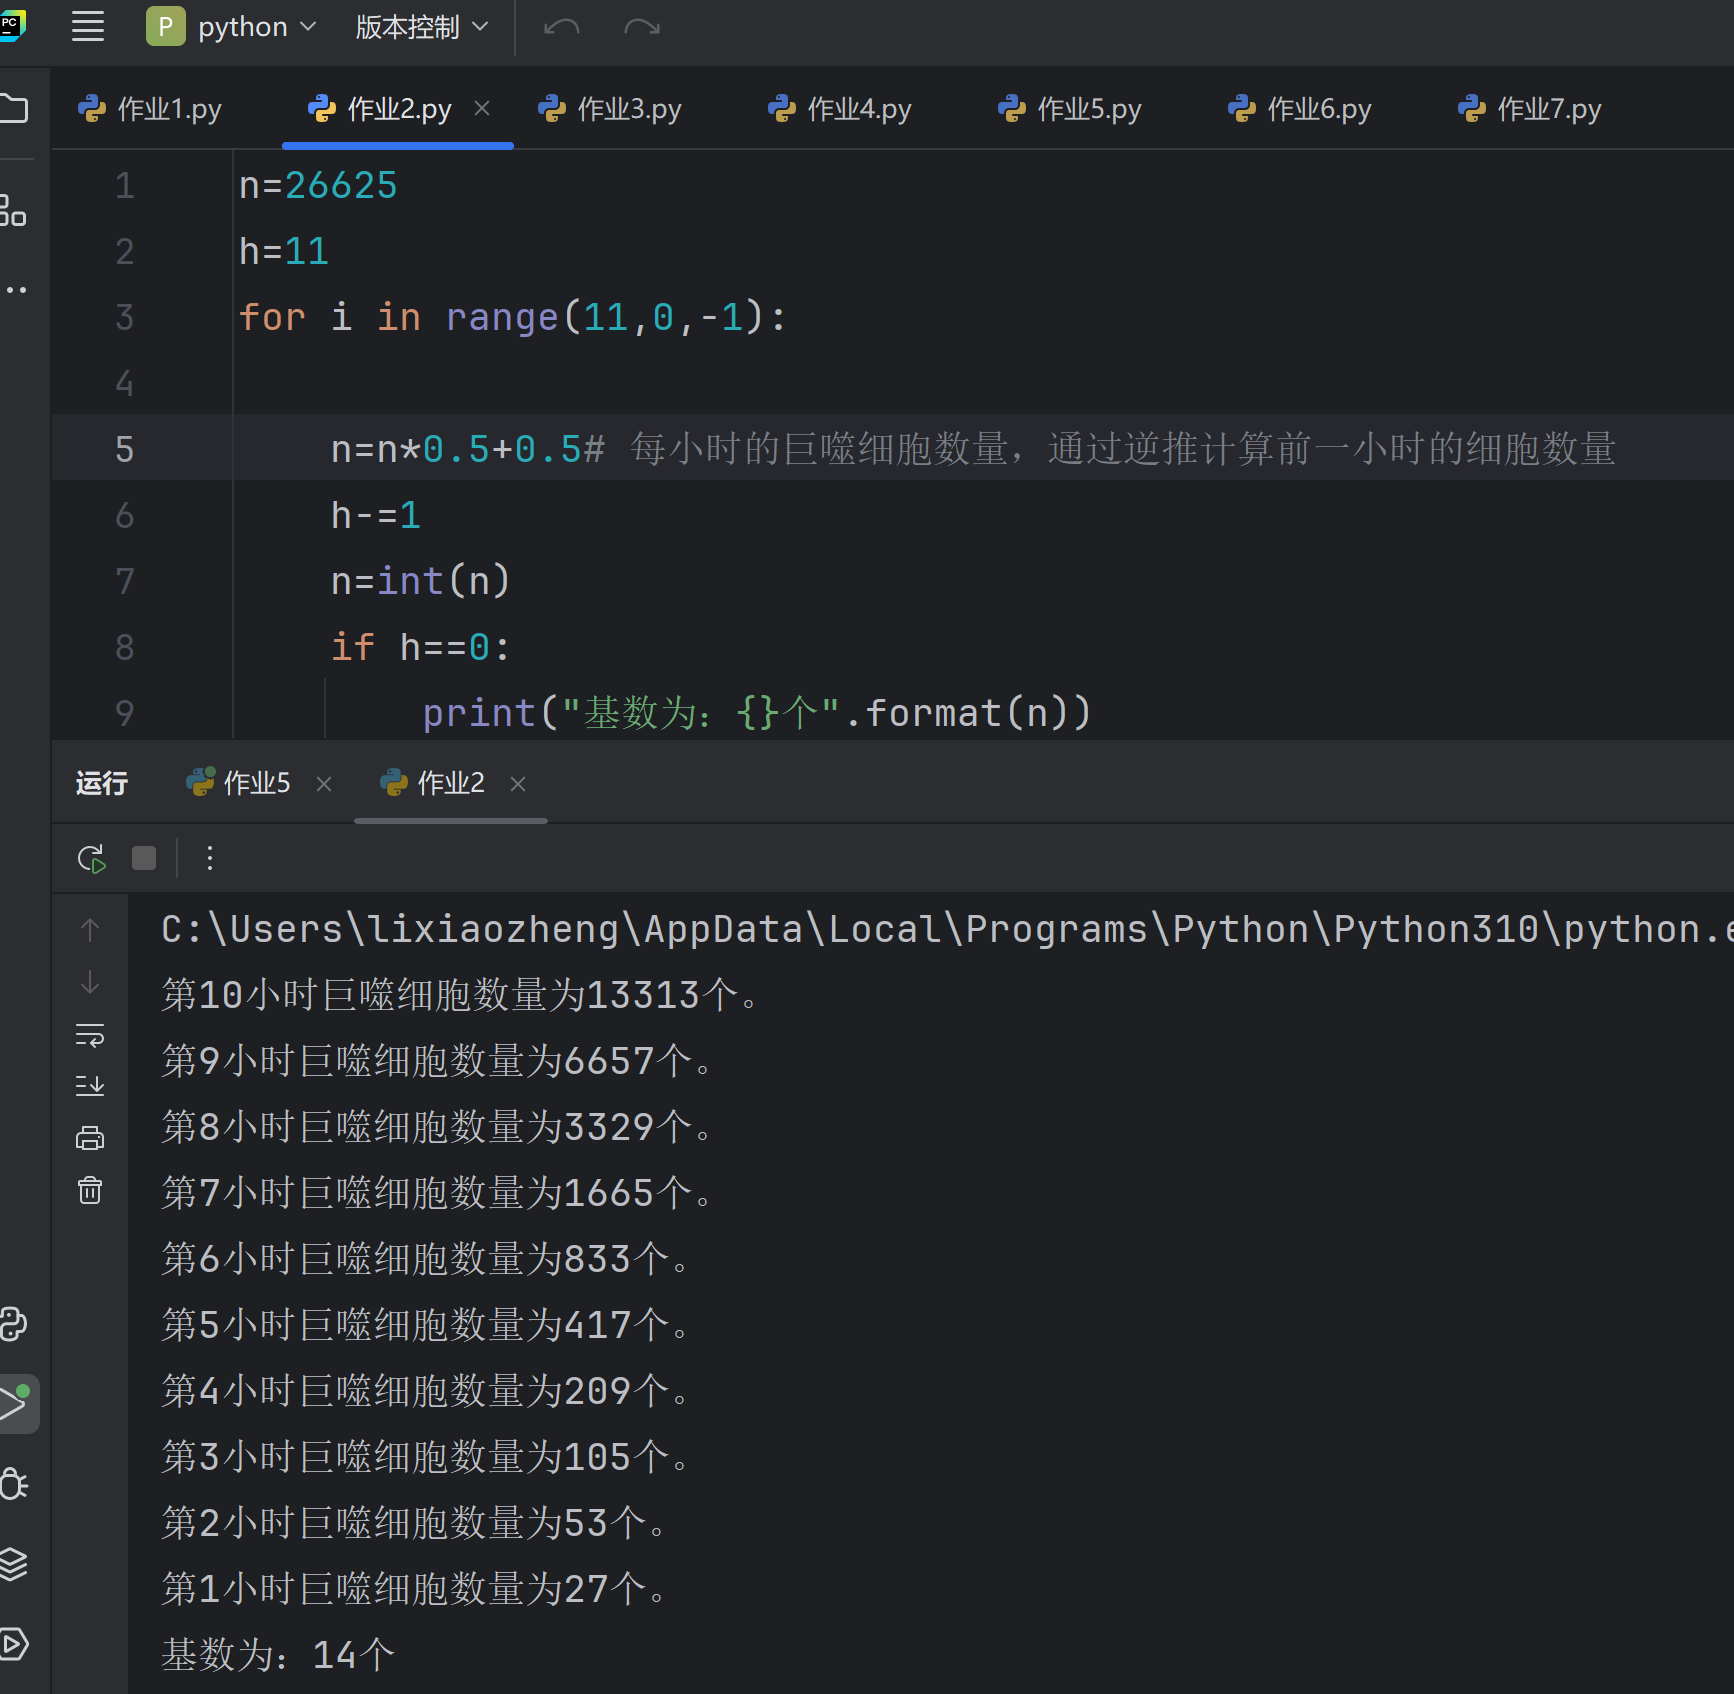 PC
P python 版本控制
作业1.py 作业2.py 作业3.py 作业4.py 作业5.py 作业6.py 作业7.py
1 n=26625
2 h=11
3 for i in range(11,0,-1):
4
5 n=n*0.5+0.5# 每小时的巨噬细胞数量，通过逆推计算前一小时的细胞数量
6 h-=1
7 n=int(n)
8 if h==0:
9 print("基数为：{}个".format(n))
运行 作业5 作业2
C:\Users\lixiaozheng\AppData\Local\Programs\Python\Python310\python.e
第10小时巨噬细胞数量为13313个。
第9小时巨噬细胞数量为6657个。
第8小时巨噬细胞数量为3329个。
第7小时巨噬细胞数量为1665个。
第6小时巨噬细胞数量为833个。
第5小时巨噬细胞数量为417个。
第4小时巨噬细胞数量为209个。
第3小时巨噬细胞数量为105个。
第2小时巨噬细胞数量为53个。
第1小时巨噬细胞数量为27个。
基数为：14个